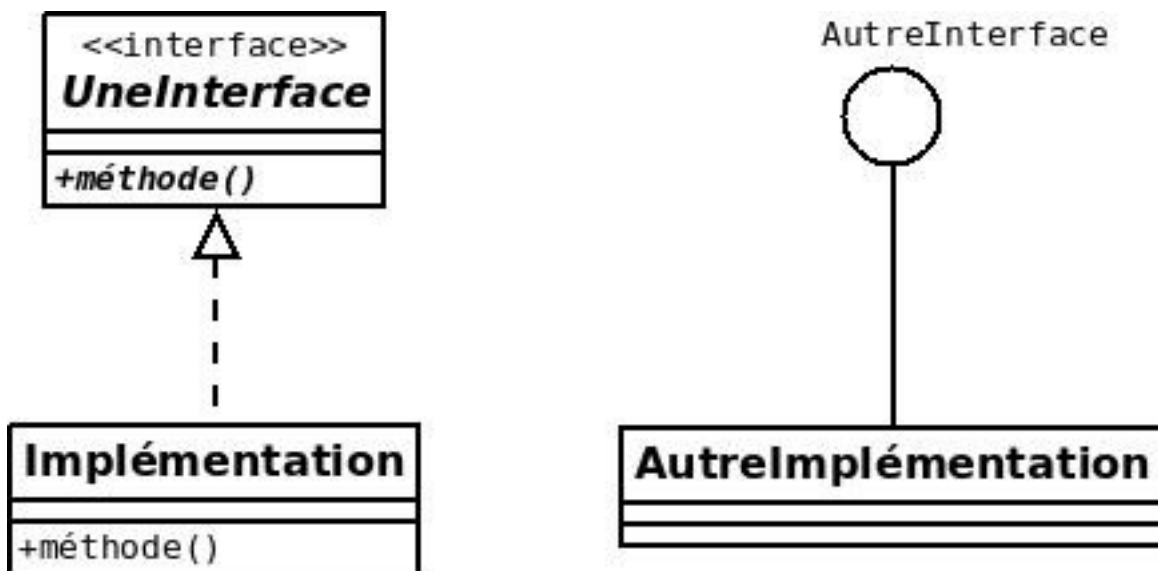 <<interface>>
UneInterface
+méthode()
Implémentation
+méthode()
AutreInterface
AutreImplémentation